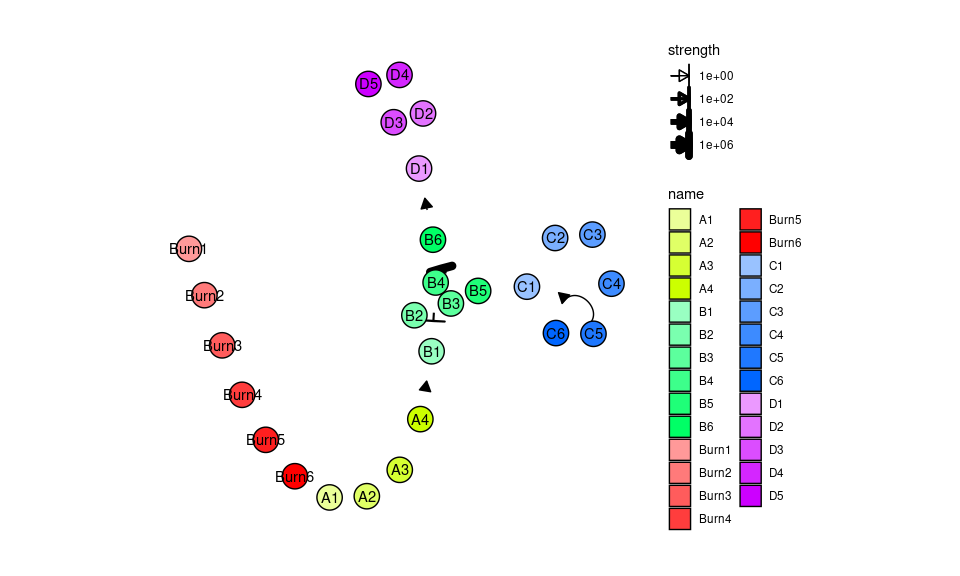 strength
1e+00
1e+02
1e+04
1e+06
name
A1
A2
A3
A4
B1
B2
B3
B4
B5
B6
Burn1
Burn2
Burn3
Burn4
Burn5
Burn6
C1
C2
C3
C4
C5
C6
D1
D2
D3
D4
D5
D5 D4
D3 D2
D1
B6
B4
B5
B3
B2
B1
A4
A3
A2
A1
C2 C3
C1 C4
C6 C5
Burn1
Burn2
Burn3
Burn4
Burn5
Burn6